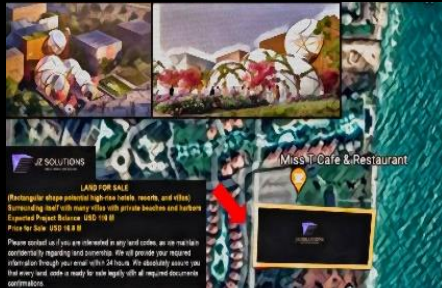 Miss T Cafe & Restaurant
JZ SOLUTIONS
LAND FOR SALE
(Rectangular shape potential high-rise hotels, resorts, and villas)
Surrounding itself with many villas with private beaches and harbors
Expected Project Balance USD 110 M
Price for Sale USD 16.8 M
Please contact us if you are interested in any land codes, as we maintain
confidentiality regarding land ownership. We will provide your required
information through your email within 24 hours. We absolutely assure you
that every land code is ready for sale legally with all required documents
confirmations.